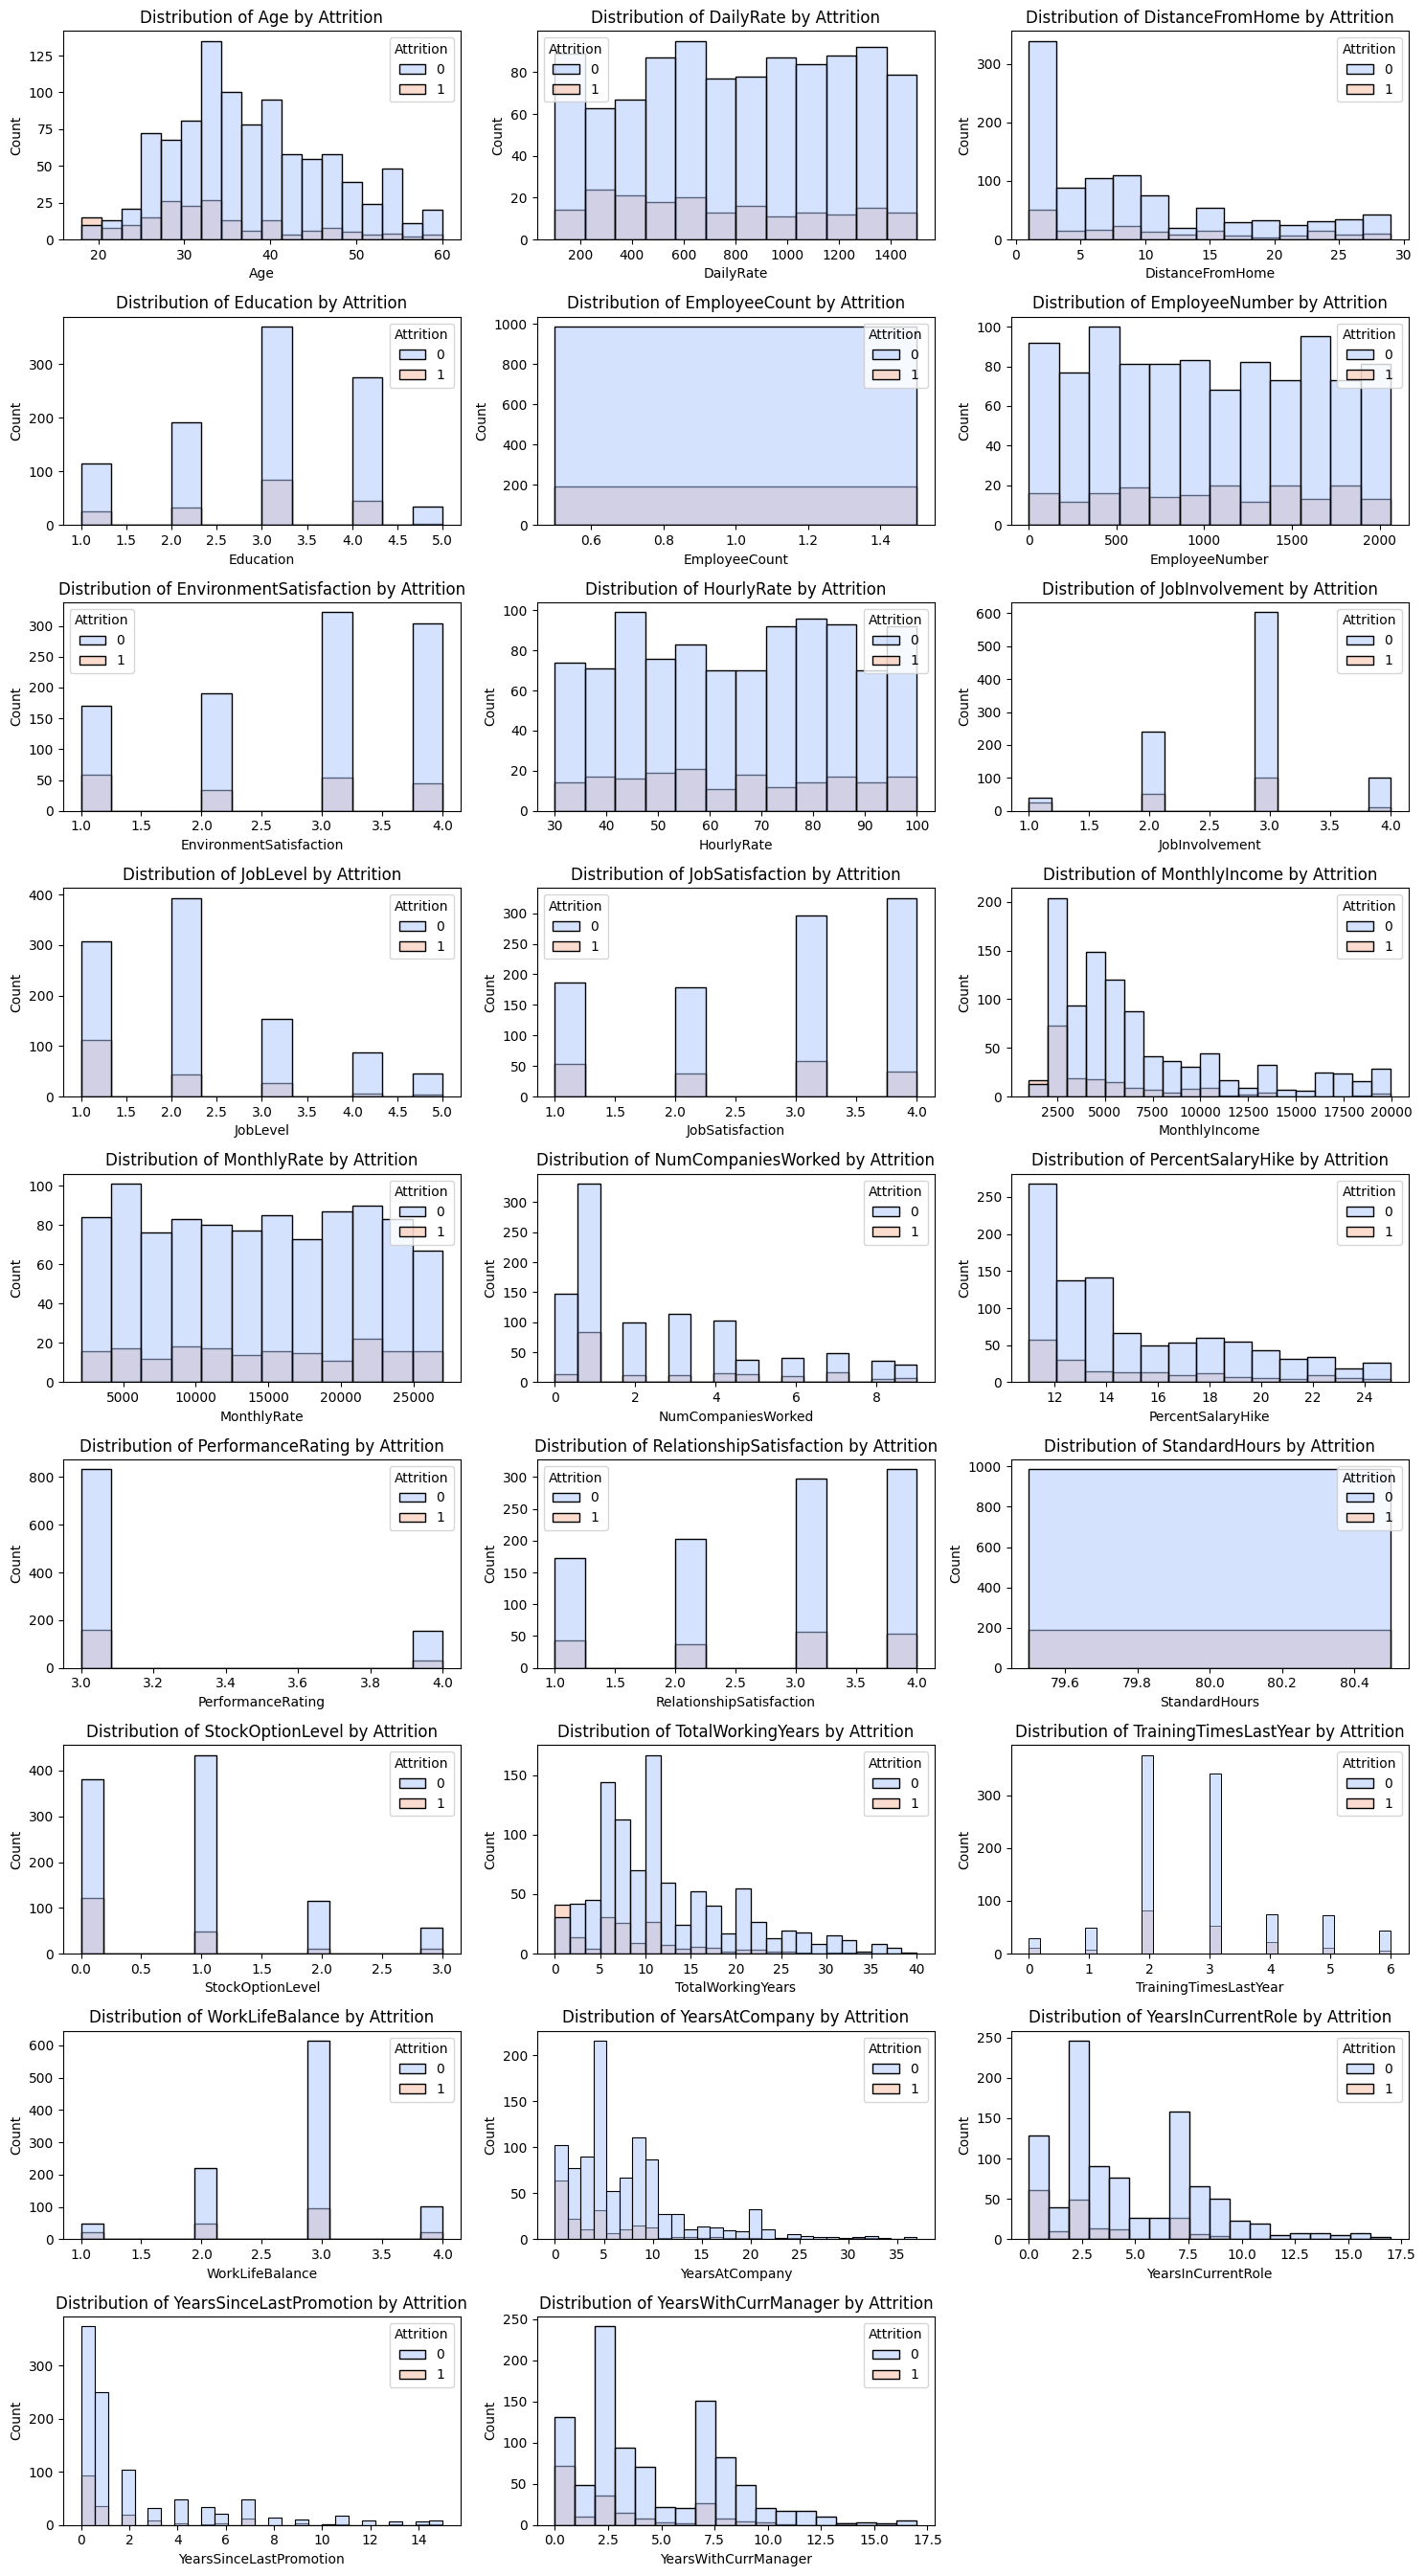 Distribution of Age by Attrition
Count
125
100
75
50
25
0
Attrition
0
1
20 30 40 50 60
Age
Distribution of DailyRate by Attrition
Count
80
60
40
20
0
Attrition
0
1
200 400 600 800 1000 1200 1400
DailyRate
Distribution of DistanceFromHome by Attrition
Count
300
200
100
0
Attrition
0
1
0 5 10 15 20 25 30
DistanceFromHome
Distribution of Education by Attrition
Count
300
200
100
0
Attrition
0
1
1.0 1.5 2.0 2.5 3.0 3.5 4.0 4.5 5.0
Education
Distribution of EmployeeCount by Attrition
Count
1000
800
600
400
200
0
Attrition
0
1
0.6 0.8 1.0 1.2 1.4
EmployeeCount
Distribution of EmployeeNumber by Attrition
Count
100
80
60
40
20
0
Attrition
0
1
0 500 1000 1500 2000
EmployeeNumber
Distribution of EnvironmentSatisfaction by Attrition
Count
300
250
200
150
100
50
0
Attrition
0
1
1.0 1.5 2.0 2.5 3.0 3.5 4.0
EnvironmentSatisfaction
Distribution of HourlyRate by Attrition
Count
100
80
60
40
20
0
Attrition
0
1
30 40 50 60 70 80 90 100
HourlyRate
Distribution of JobInvolvement by Attrition
Count
600
500
400
300
200
100
0
Attrition
0
1
1.0 1.5 2.0 2.5 3.0 3.5 4.0
JobInvolvement
Distribution of JobLevel by Attrition
Count
400
300
200
100
0
Attrition
0
1
1.0 1.5 2.0 2.5 3.0 3.5 4.0 4.5 5.0
JobLevel
Distribution of JobSatisfaction by Attrition
Count
300
250
200
150
100
50
0
Attrition
0
1
1.0 1.5 2.0 2.5 3.0 3.5 4.0
JobSatisfaction
Distribution of MonthlyIncome by Attrition
Count
200
150
100
50
0
Attrition
0
1
2500 5000 7500 10000 12500 15000 17500 20000
MonthlyIncome
Distribution of MonthlyRate by Attrition
Count
100
80
60
40
20
0
Attrition
0
1
5000 10000 15000 20000 25000
MonthlyRate
Distribution of NumCompaniesWorked by Attrition
Count
300
250
200
150
100
50
0
Attrition
0
1
0 2 4 6 8
NumCompaniesWorked
Distribution of PercentSalaryHike by Attrition
Count
250
200
150
100
50
0
Attrition
0
1
12 14 16 18 20 22 24
PercentSalaryHike
Distribution of PerformanceRating by Attrition
Count
800
600
400
200
0
Attrition
0
1
3.0 3.2 3.4 3.6 3.8 4.0
PerformanceRating
Distribution of RelationshipSatisfaction by Attrition
Count
300
250
200
150
100
50
0
Attrition
0
1
1.0 1.5 2.0 2.5 3.0 3.5 4.0
RelationshipSatisfaction
Distribution of StandardHours by Attrition
Count
1000
800
600
400
200
0
Attrition
0
1
79.6 79.8 80.0 80.2 80.4
StandardHours
Distribution of StockOptionLevel by Attrition
Count
400
300
200
100
0
Attrition
0
1
0.0 0.5 1.0 1.5 2.0 2.5 3.0
StockOptionLevel
Distribution of TotalWorkingYears by Attrition
Count
150
100
50
0
Attrition
0
1
0 5 10 15 20 25 30 35 40
TotalWorkingYears
Distribution of TrainingTimesLastYear by Attrition
Count
300
200
100
0
Attrition
0
1
0 1 2 3 4 5 6
TrainingTimesLastYear
Distribution of WorkLifeBalance by Attrition
Count
600
500
400
300
200
100
0
Attrition
0
1
1.0 1.5 2.0 2.5 3.0 3.5 4.0
WorkLifeBalance
Distribution of YearsAtCompany by Attrition
Count
200
150
100
50
0
Attrition
0
1
0 5 10 15 20 25 30 35
YearsAtCompany
Distribution of YearsInCurrentRole by Attrition
Count
250
200
150
100
50
0
Attrition
0
1
0.0 2.5 5.0 7.5 10.0 12.5 15.0 17.5
YearsInCurrentRole
Distribution of YearsSinceLastPromotion by Attrition
Count
300
200
100
0
Attrition
0
1
0 2 4 6 8 10 12 14
YearsSinceLastPromotion
Distribution of YearsWithCurrManager by Attrition
Count
250
200
150
100
50
0
Attrition
0
1
0.0 2.5 5.0 7.5 10.0 12.5 15.0 17.5
YearsWithCurrManager